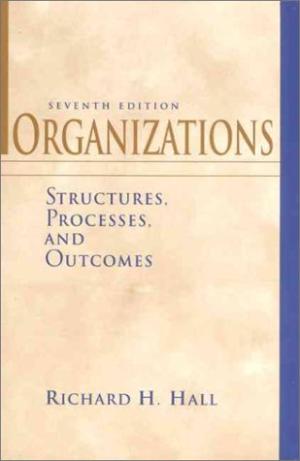 SEVENTH EDITION
ORGANIZATIONS
STRUCTURES,
PROCESSES,
AND
OUTCOMES
RICHARD H. HALL